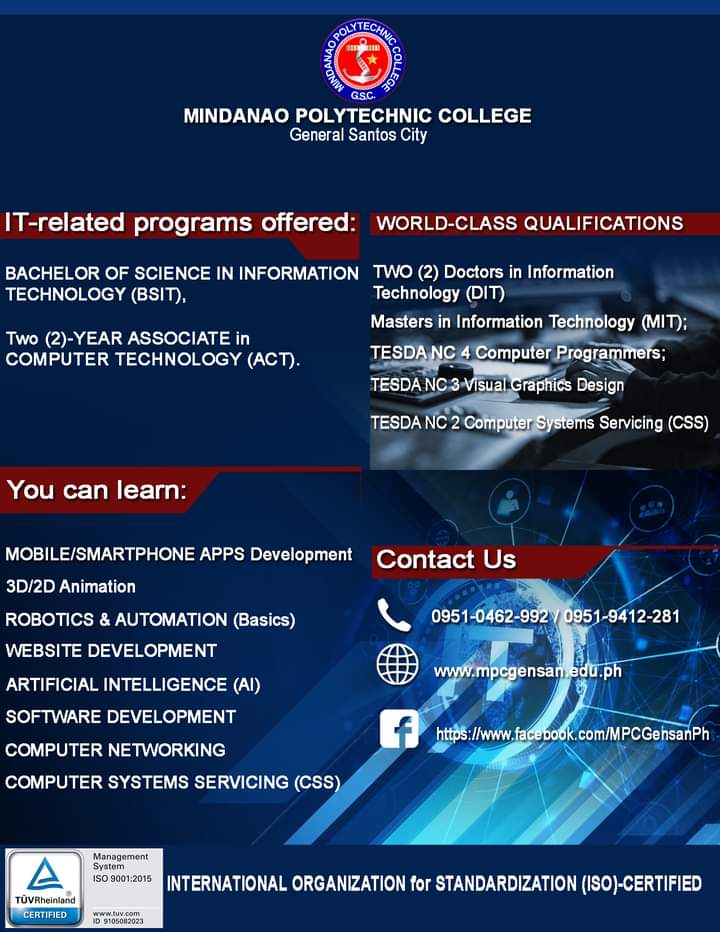 MINDANAO POLYTECHNIC COLLEGE
G.S.C.
MINDANAO POLYTECHNIC COLLEGE
General Santos City
IT-related programs offered:
BACHELOR OF SCIENCE IN INFORMATION
TECHNOLOGY (BSIT),
Two (2)-YEAR ASSOCIATE in
COMPUTER TECHNOLOGY (ACT).
WORLD-CLASS QUALIFICATIONS
TWO (2) Doctors in Information
Technology (DIT)
Masters in Information Technology (MIT);
TESDA NC 4 Computer Programmers;
TESDA NC 3 Visual Graphics Design
TESDA NC 2 Computer Systems Servicing (CSS)
You can learn:
MOBILE/SMARTPHONE APPS Development
3D/2D Animation
ROBOTICS & AUTOMATION (Basics)
WEBSITE DEVELOPMENT
ARTIFICIAL INTELLIGENCE (AI)
SOFTWARE DEVELOPMENT
COMPUTER NETWORKING
COMPUTER SYSTEMS SERVICING (CSS)
Contact Us
0951-0462-992 / 0951-9412-281
www.mpcgensan.edu.ph
https://www.facebook.com/MPCGensanPh
IT
TÜVRheinland
CERTIFIED
Management
System
ISO 9001:2015
www.tuv.com
ID 9105082023
INTERNATIONAL ORGANIZATION for STANDARDIZATION (ISO)-CERTIFIED